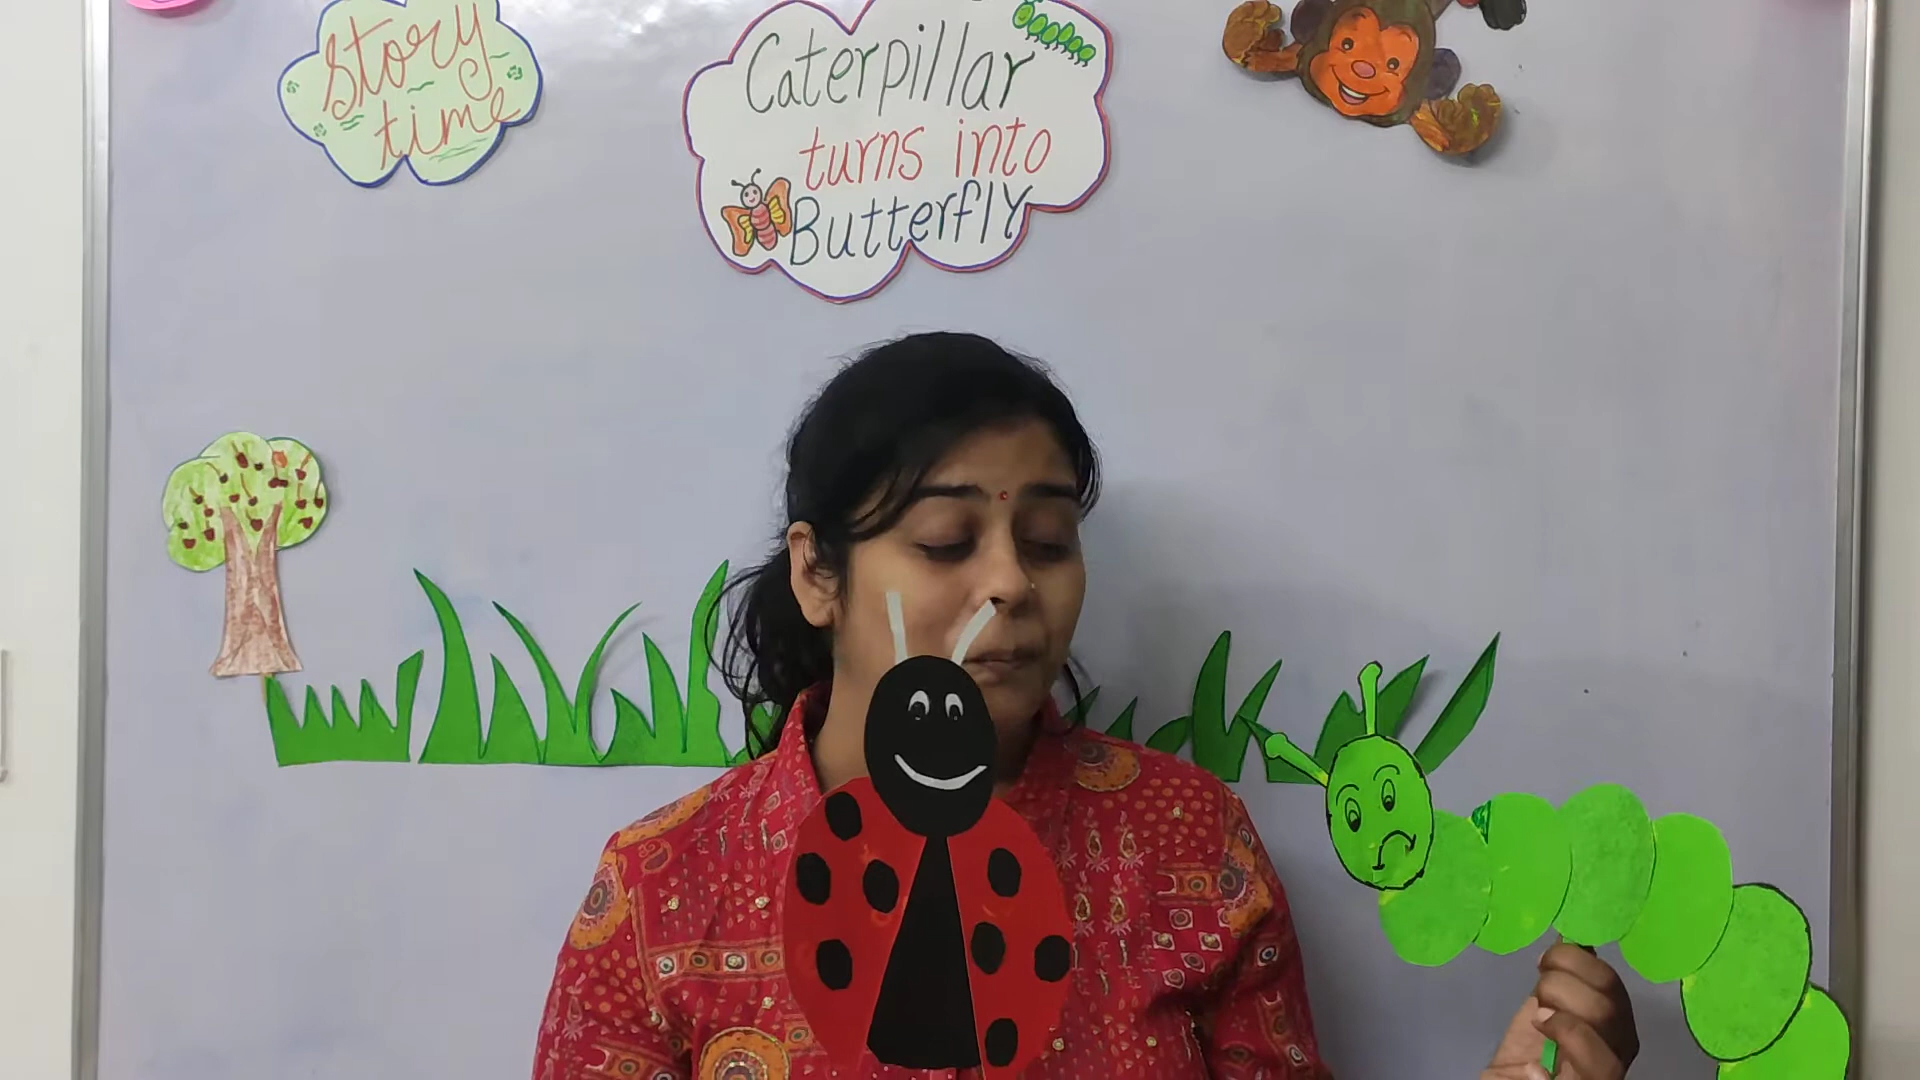 Story
time
Caterpillar
turns into
Butterfly